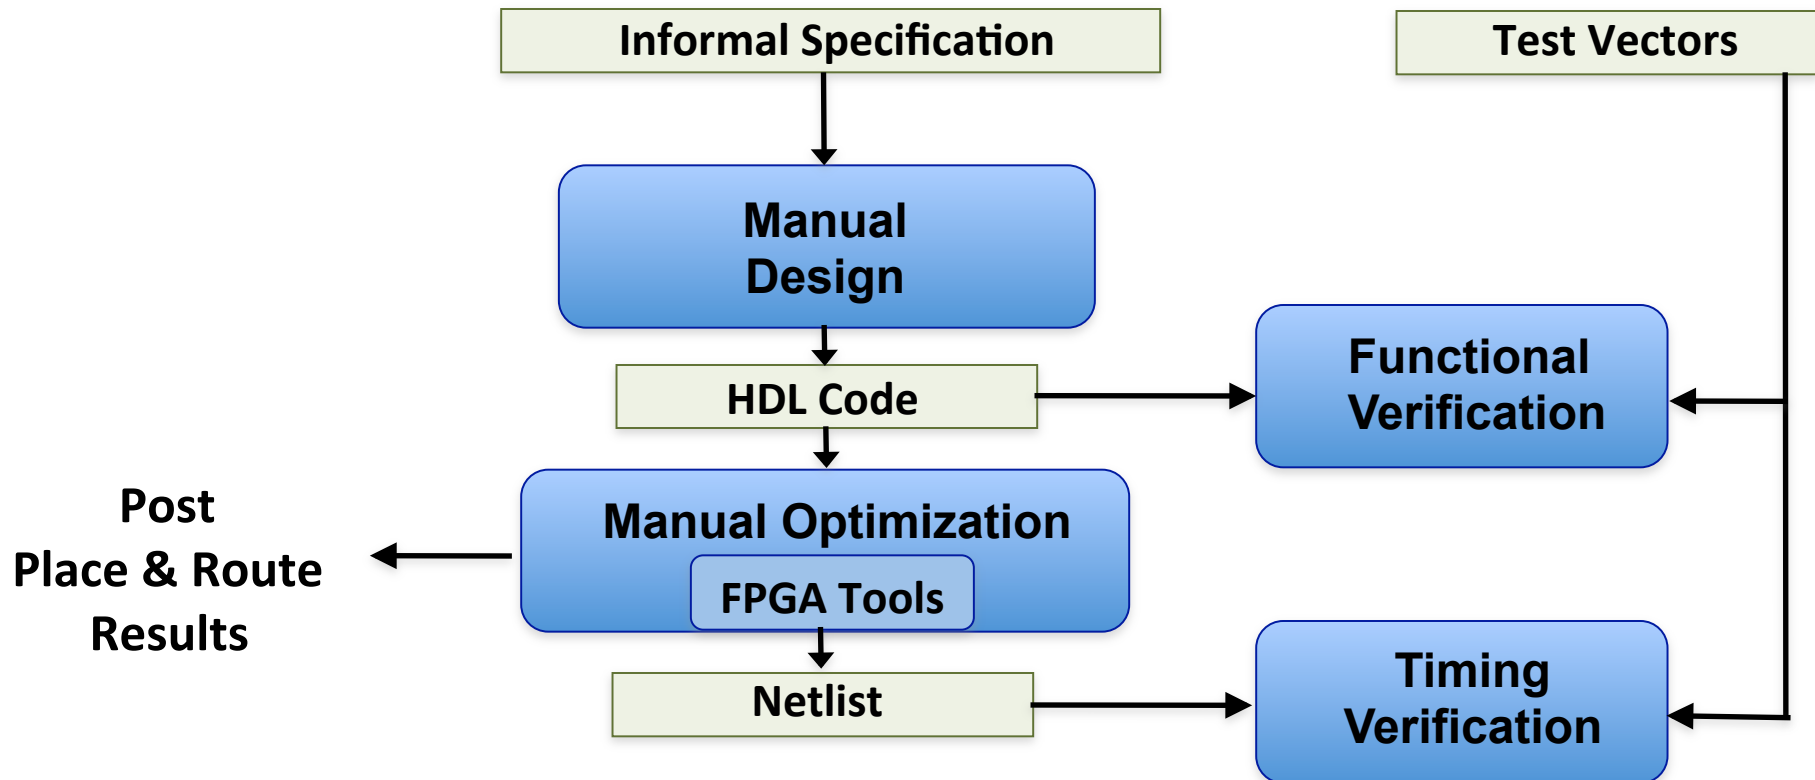 Informal Specification
Test Vectors
Manual
Design
Functional
Verification
HDL Code
Post
Place & Route
Results
Manual Optimization
FPGA Tools
Timing
Verification
Netlist